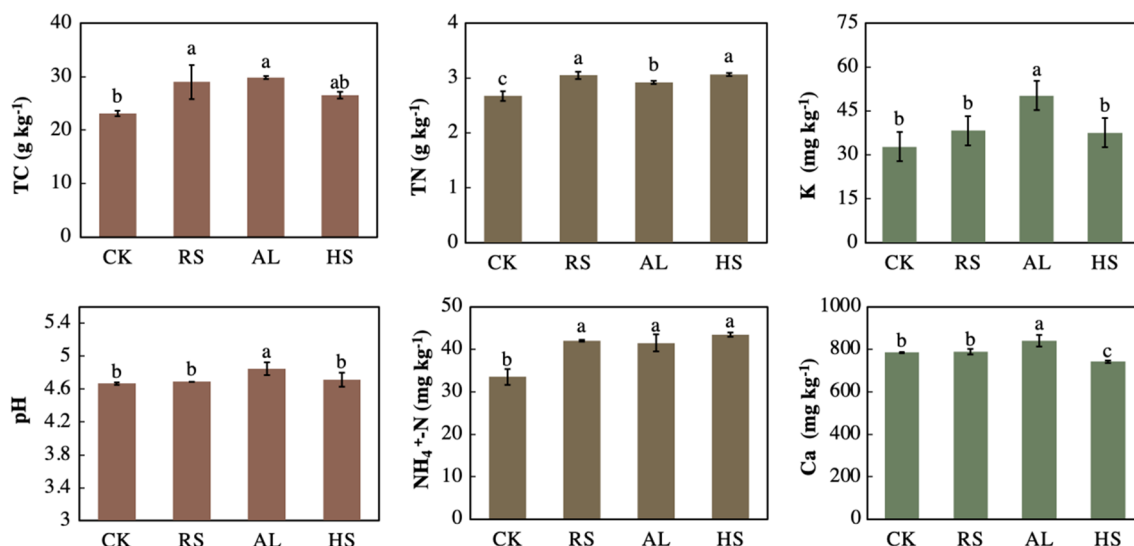 TC (g kg⁻¹)
40
30
20
10
0
b
a
a
ab
CK RS AL HS
TN (g kg⁻¹)
4
3
2
1
0
c
a
b
a
CK RS AL HS
K (mg kg⁻¹)
75
60
45
30
15
0
b
b
a
b
CK RS AL HS
pH
5.4
5
4.6
4.2
3.8
3.4
3
b
b
a
b
CK RS AL HS
NH₄⁺-N (mg kg⁻¹)
50
40
30
20
10
0
b
a
a
a
CK RS AL HS
Ca (mg kg⁻¹)
1000
800
600
400
200
0
b
b
a
c
CK RS AL HS